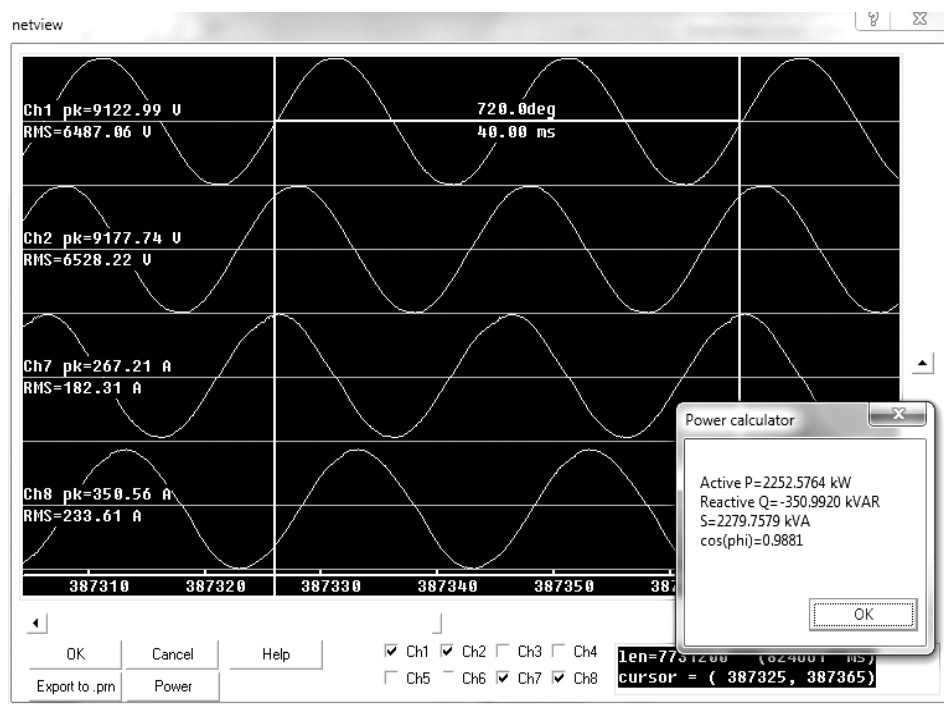 netview
Ch1 pk=9122.99 V
RMS=6487.06 V
720.0deg
40.00 ms
Ch2 pk=9177.74 V
RMS=6528.22 V
Ch7 pk=267.21 A
RMS=182.31 A
Ch8 pk=350.56 A
RMS=233.61 A
387310 387320 387330 387340 387350
Power calculator
Active P=2252.5764 kW
Reactive Q=-350.9920 kVAR
S=2279.7579 kVA
cos(phi)=0.9881
OK
OK Cancel Help
Export to .prn Power
Ch1 Ch2 Ch3 Ch4
Ch5 Ch6 Ch7 Ch8
cursor = ( 387325, 387365)